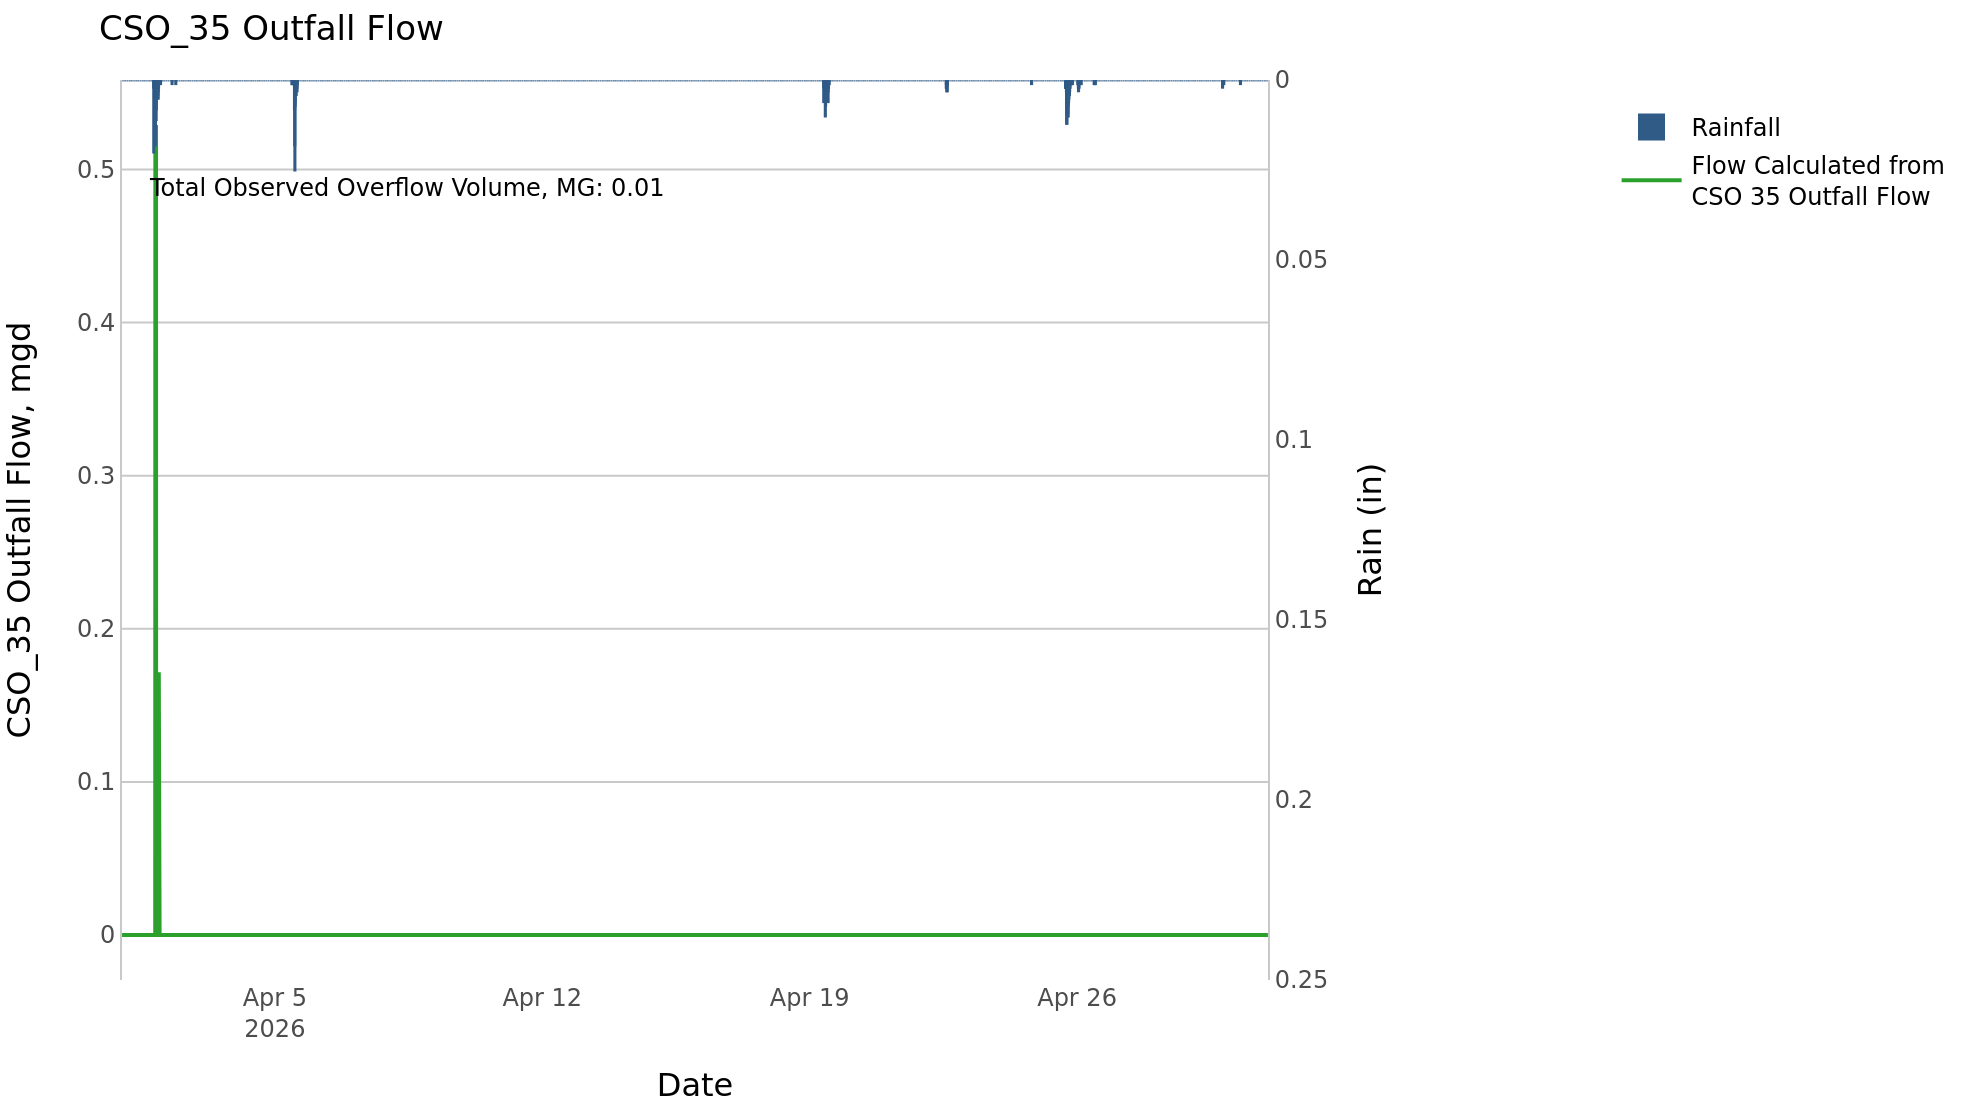 CSO_35 Outfall Flow
0
Rainfall
Flow Calculated from
CSO 35 Outfall Flow
0.5
Total Observed Overflow Volume, MG: 0.01
0.05
0.4
0.1
0.3
CSO_35 Outfall Flow, mgd
Rain (in)
0.15
0.2
0.2
0.1
0
0.25
Apr 5
2026
Apr 12
Apr 19
Apr 26
Date